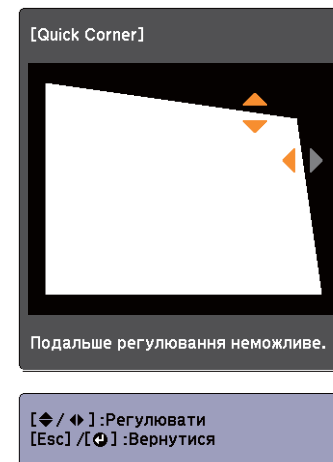 [Quick Corner]
Подальше регулювання неможливе.
[ / ] :Регулювати
[Esc] /[ ] :Вернутися